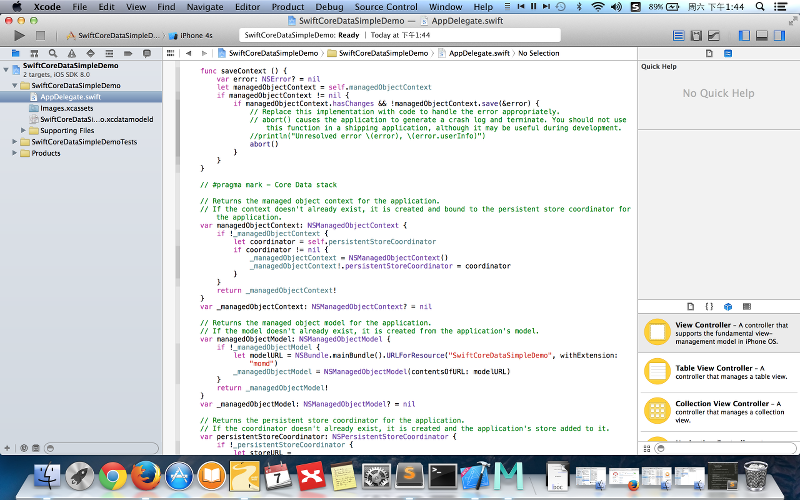 Xcode File Edit View Find Navigate Editor Product Debug Source Control Window Help 89% 周六 下午1:44
SwiftCoreDataSimpleDemo — AppDelegate.swift
SwiftCoreDataSimpleD... iPhone 4s
SwiftCoreDataSimpleDemo: Ready | Today at 下午1:44
SwiftCoreDataSimpleDemo SwiftCoreDataSimpleDemo AppDelegate.swift No Selection
SwiftCoreDataSimpleDemo
2 targets, iOS SDK 8.0
SwiftCoreDataSimpleDemo
AppDelegate.swift
Images.xcassets
SwiftCoreDataSi...o.xcdatamodeld
Supporting Files
SwiftCoreDataSimpleDemoTests
Products
func saveContext () {
var error: NSError? = nil
let managedObjectContext = self.managedObjectContext
if managedObjectContext != nil {
if managedObjectContext.hasChanges && !managedObjectContext.save(&error) {
// Replace this implementation with code to handle the error appropriately.
// abort() causes the application to generate a crash log and terminate. You should not use
this function in a shipping application, although it may be useful during development.
//println("Unresolved error \(error), \(error.userInfo)")
abort()
}
}
}
// #pragma mark - Core Data stack
// Returns the managed object context for the application.
// If the context doesn't already exist, it is created and bound to the persistent store coordinator for
the application.
var managedObjectContext: NSManagedObjectContext {
if !_managedObjectContext {
let coordinator = self.persistentStoreCoordinator
if coordinator != nil {
_managedObjectContext = NSManagedObjectContext()
_managedObjectContext!.persistentStoreCoordinator = coordinator
}
}
return _managedObjectContext!
}
var _managedObjectContext: NSManagedObjectContext? = nil
// Returns the managed object model for the application.
// If the model doesn't already exist, it is created from the application's model.
var managedObjectModel: NSManagedObjectModel {
if !_managedObjectModel {
let modelURL = NSBundle.mainBundle().URLForResource("SwiftCoreDataSimpleDemo", withExtension:
"momd")
_managedObjectModel = NSManagedObjectModel(contentsOfURL: modelURL)
}
return _managedObjectModel!
}
var _managedObjectModel: NSManagedObjectModel? = nil
// Returns the persistent store coordinator for the application.
// If the coordinator doesn't already exist, it is created and the application's store added to it.
var persistentStoreCoordinator: NSPersistentStoreCoordinator {
if !_persistentStoreCoordinator {
let storeURL =
Quick Help
No Quick Help
{ }
View Controller - A controller that
supports the fundamental view-
management model in iPhone OS.
Table View Controller - A
controller that manages a table view.
Collection View Controller - A
controller that manages a collection
view.
7
S
M
DOC